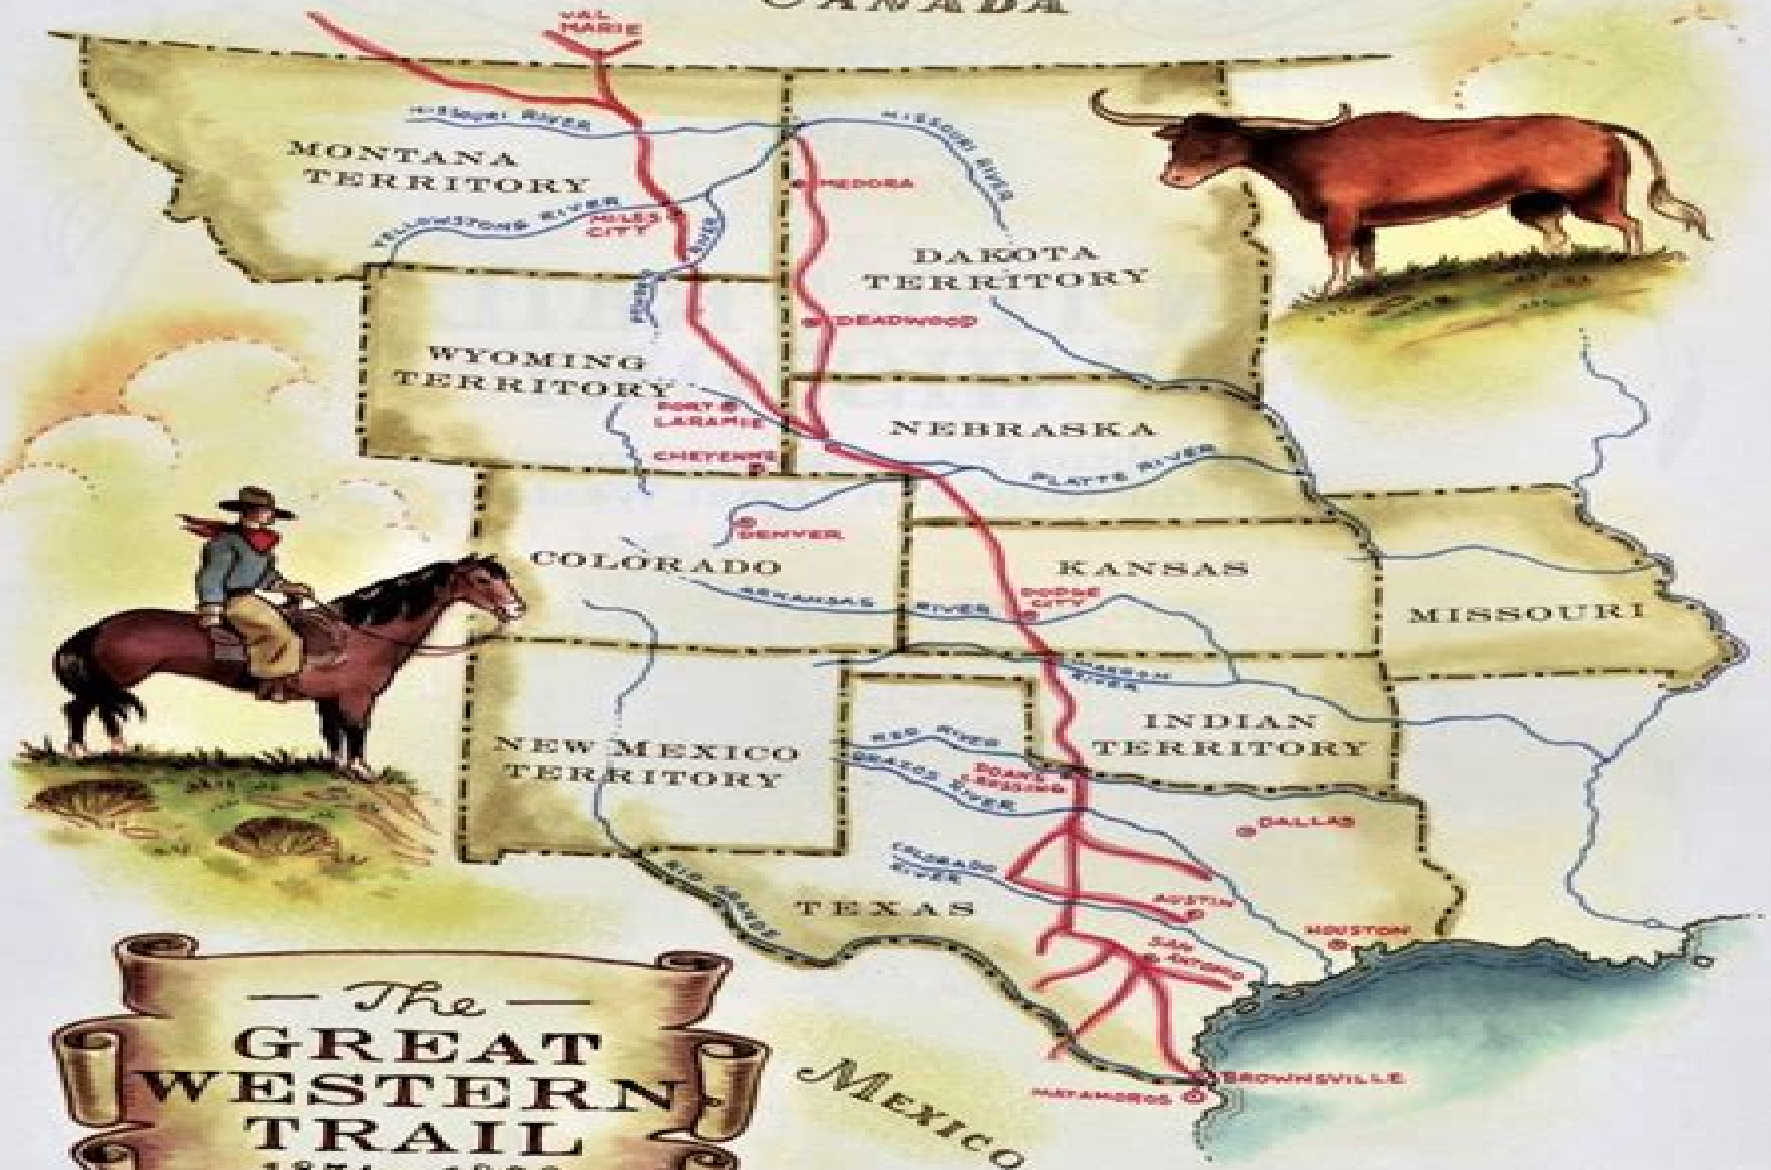 CANADA
VAL
MARIE
MISSOURI RIVER
MISSOURI RIVER
MONTANA
TERRITORY
MEDORA
YELLOWSTONE RIVER
MILES
CITY
RIVER
DAKOTA
TERRITORY
DEADWOOD
WYOMING
TERRITORY
FORT
LARAMIE
NEBRASKA
CHEYENNE
PLATTE RIVER
DENVER
COLORADO
KANSAS
ARKANSAS RIVER
DODGE
CITY
MISSOURI
RIVER
INDIAN
TERRITORY
NEW MEXICO
TERRITORY
RED RIVER
BRAZOS RIVER
DOAN'S
CROSSING
DALLAS
COLORADO
RIVER
RIO GRANDE
TEXAS
AUSTIN
HOUSTON
SAN
ANTONIO
BROWNSVILLE
MATAMOROS
MEXICO
The
GREAT
WESTERN
TRAIL